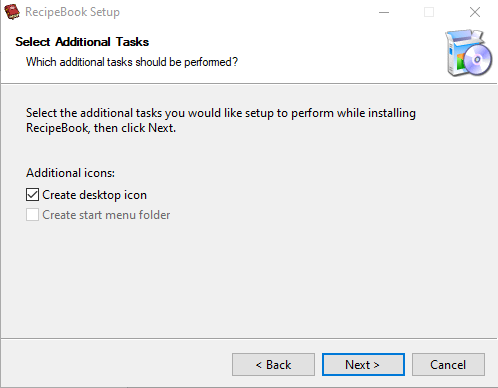 RecipeBook Setup
Select Additional Tasks
Which additional tasks should be performed?
Select the additional tasks you would like setup to perform while installing
RecipeBook, then click Next.
Additional icons:
Create desktop icon
Create start menu folder
< Back
Next >
Cancel